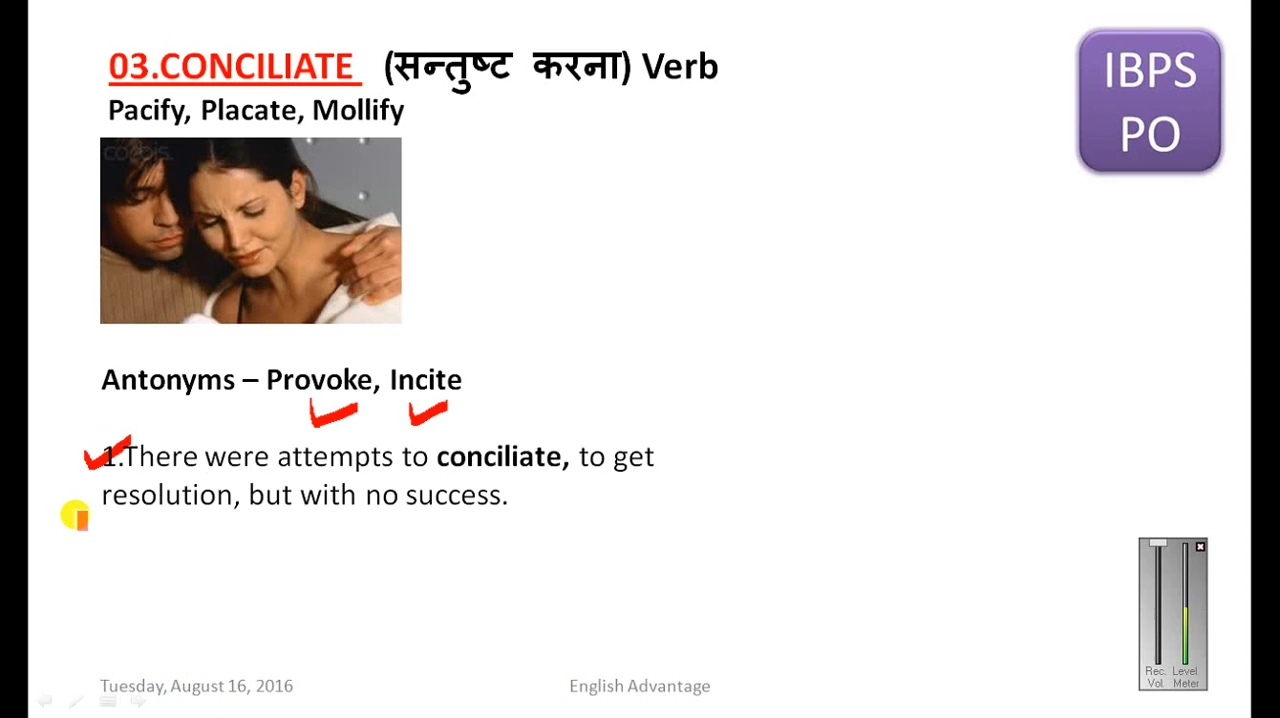 03.CONCILIATE (सन्तुष्ट करना) Verb
Pacify, Placate, Mollify
IBPS
PO
corbis.
Antonyms – Provoke, Incite
1.There were attempts to conciliate, to get
resolution, but with no success.
Rec. Level
Vol. Meter
Tuesday, August 16, 2016
English Advantage